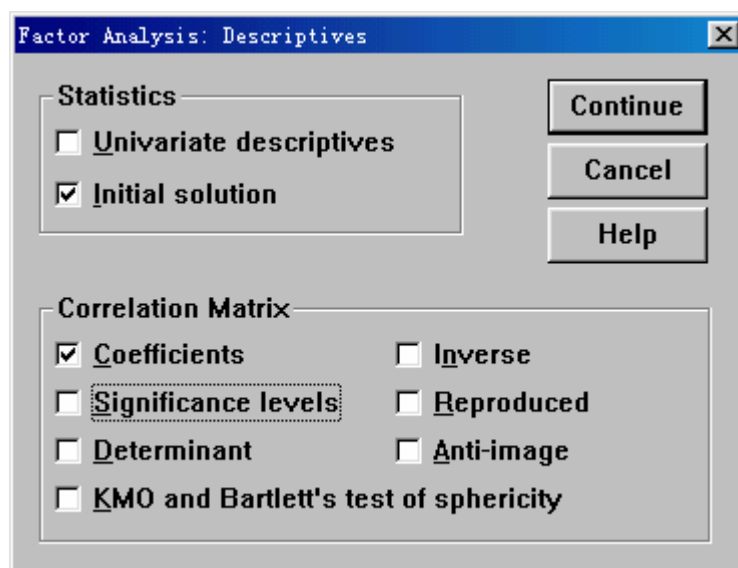 Factor Analysis: Descriptives
Statistics
Univariate descriptives
Initial solution
Continue
Cancel
Help
Correlation Matrix
Coefficients
Inverse
Significance levels
Reproduced
Determinant
Anti-image
KMO and Bartlett's test of sphericity